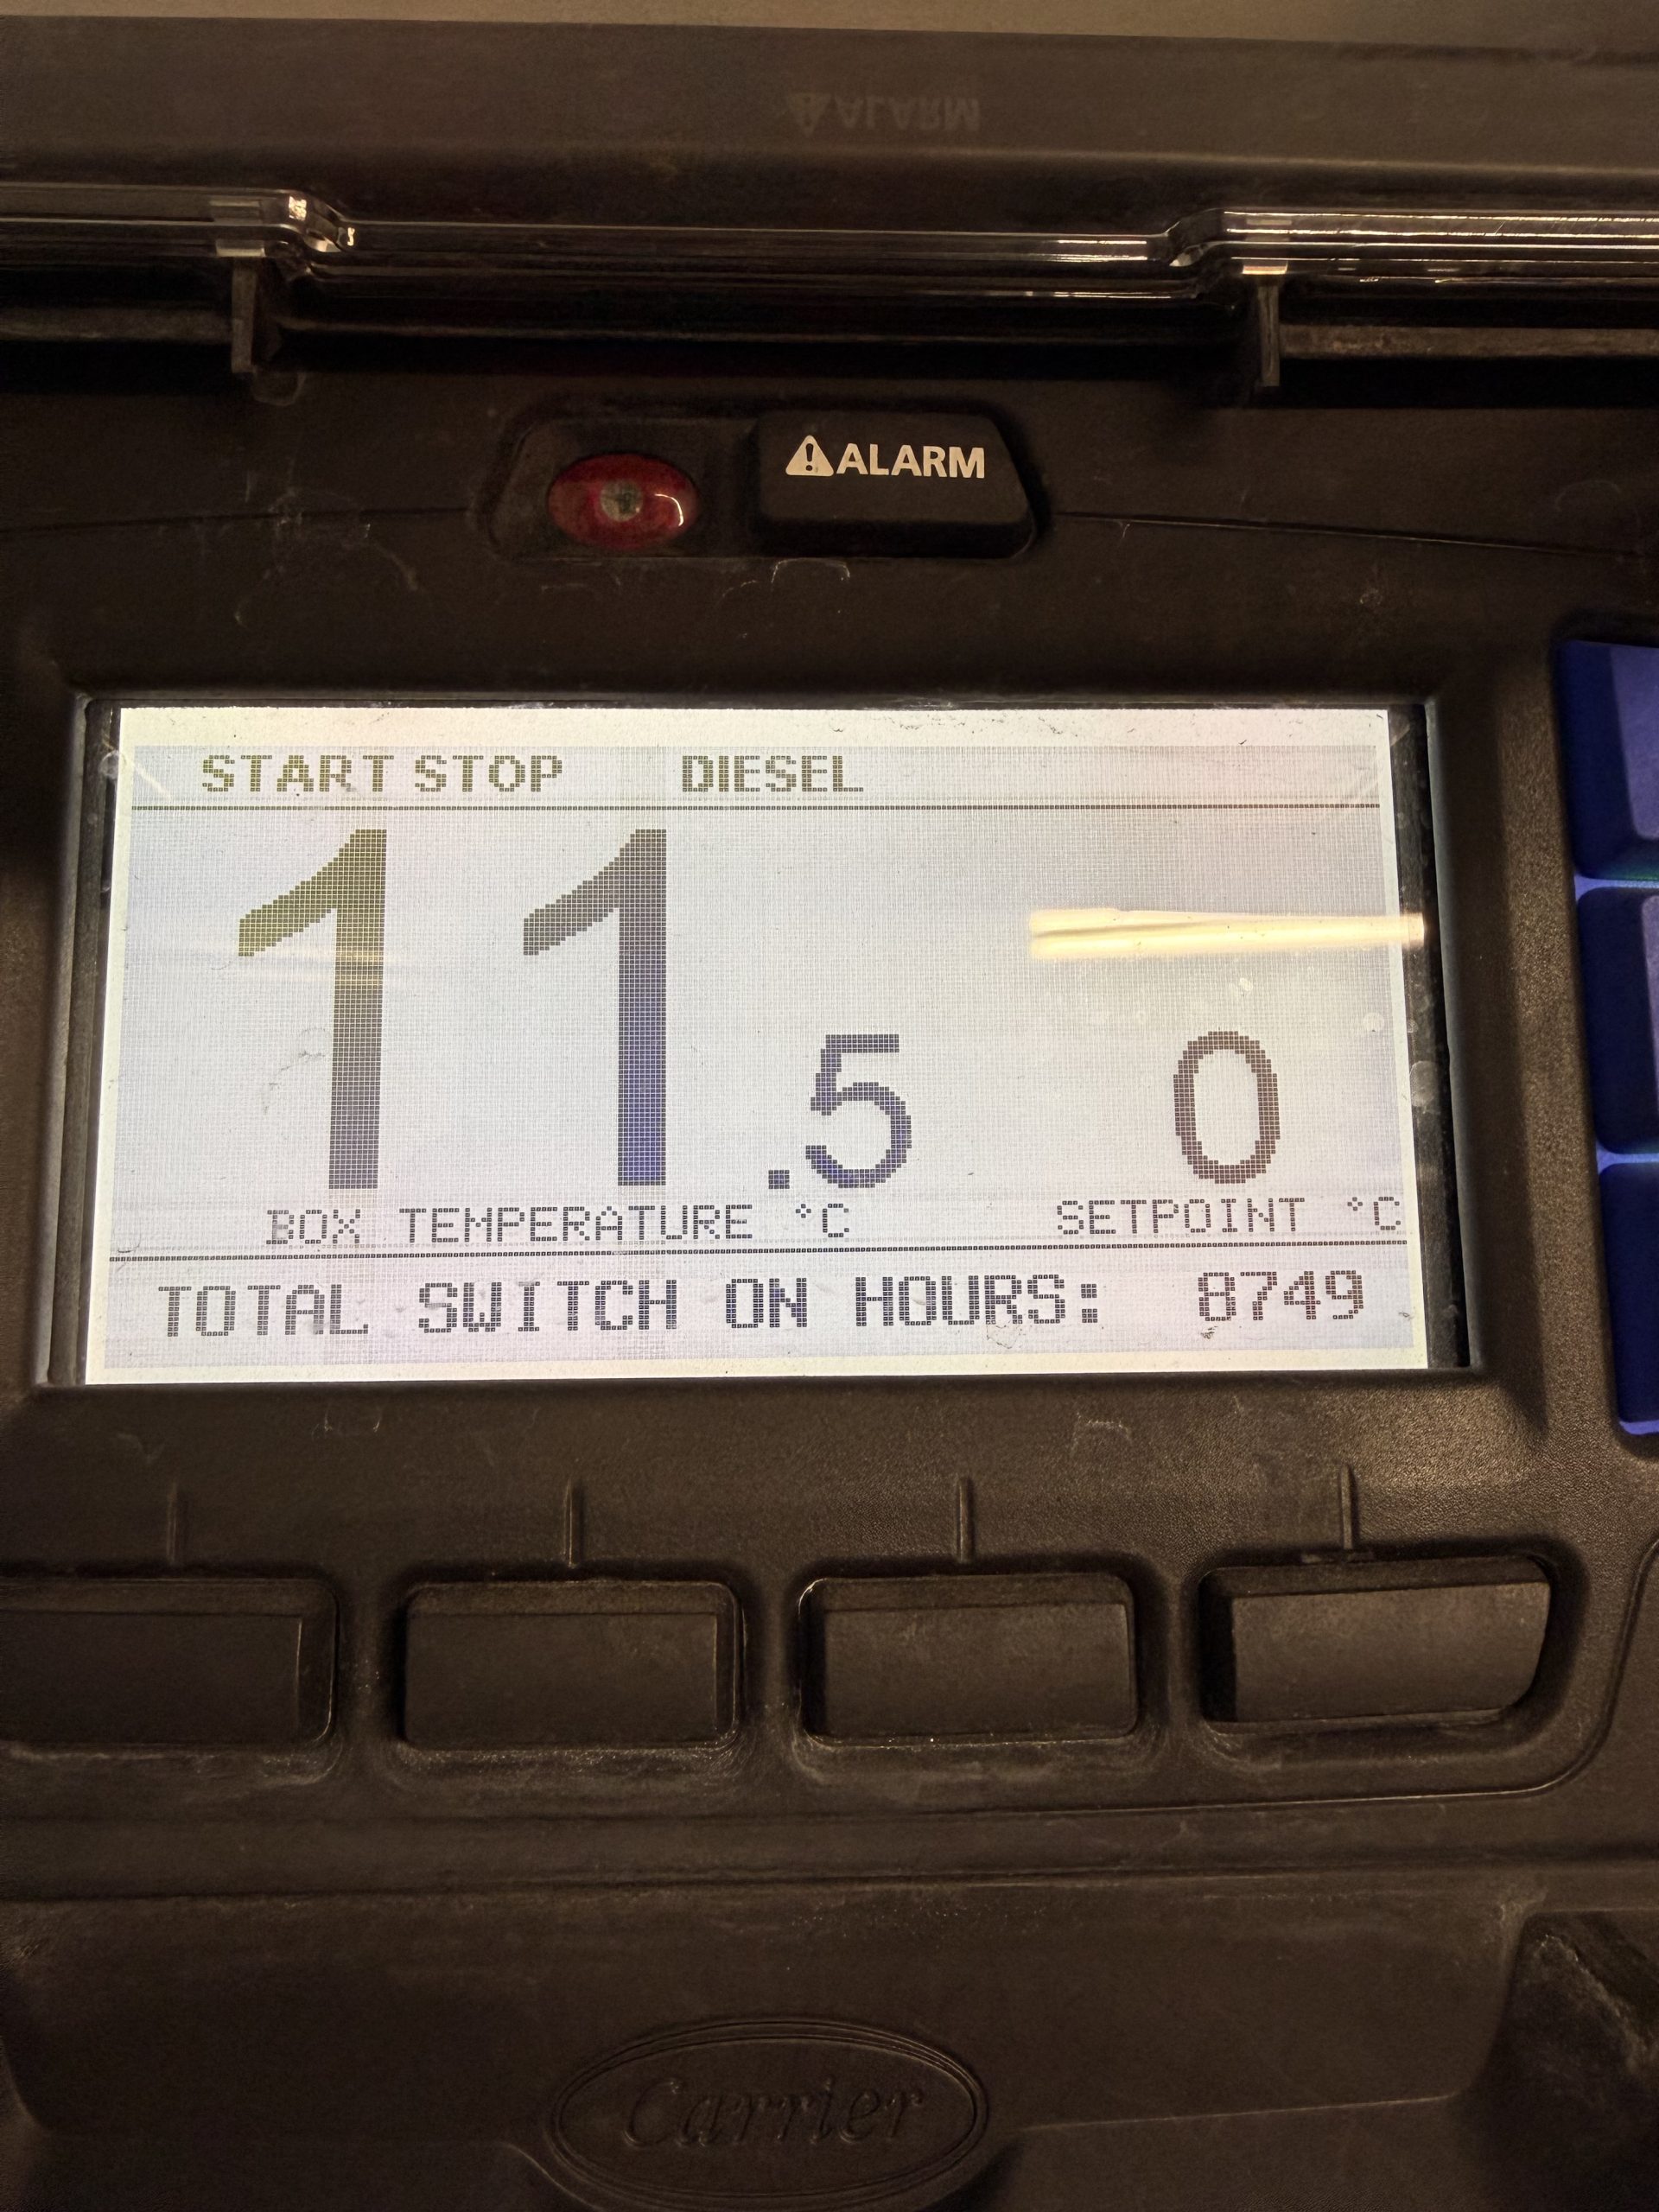 ⚠ALARM
⚠ALARM
START STOP DIESEL
11.5 0
BOX TEMPERATURE °C SETPOINT °C
TOTAL SWITCH ON HOURS: 8749
Carrier